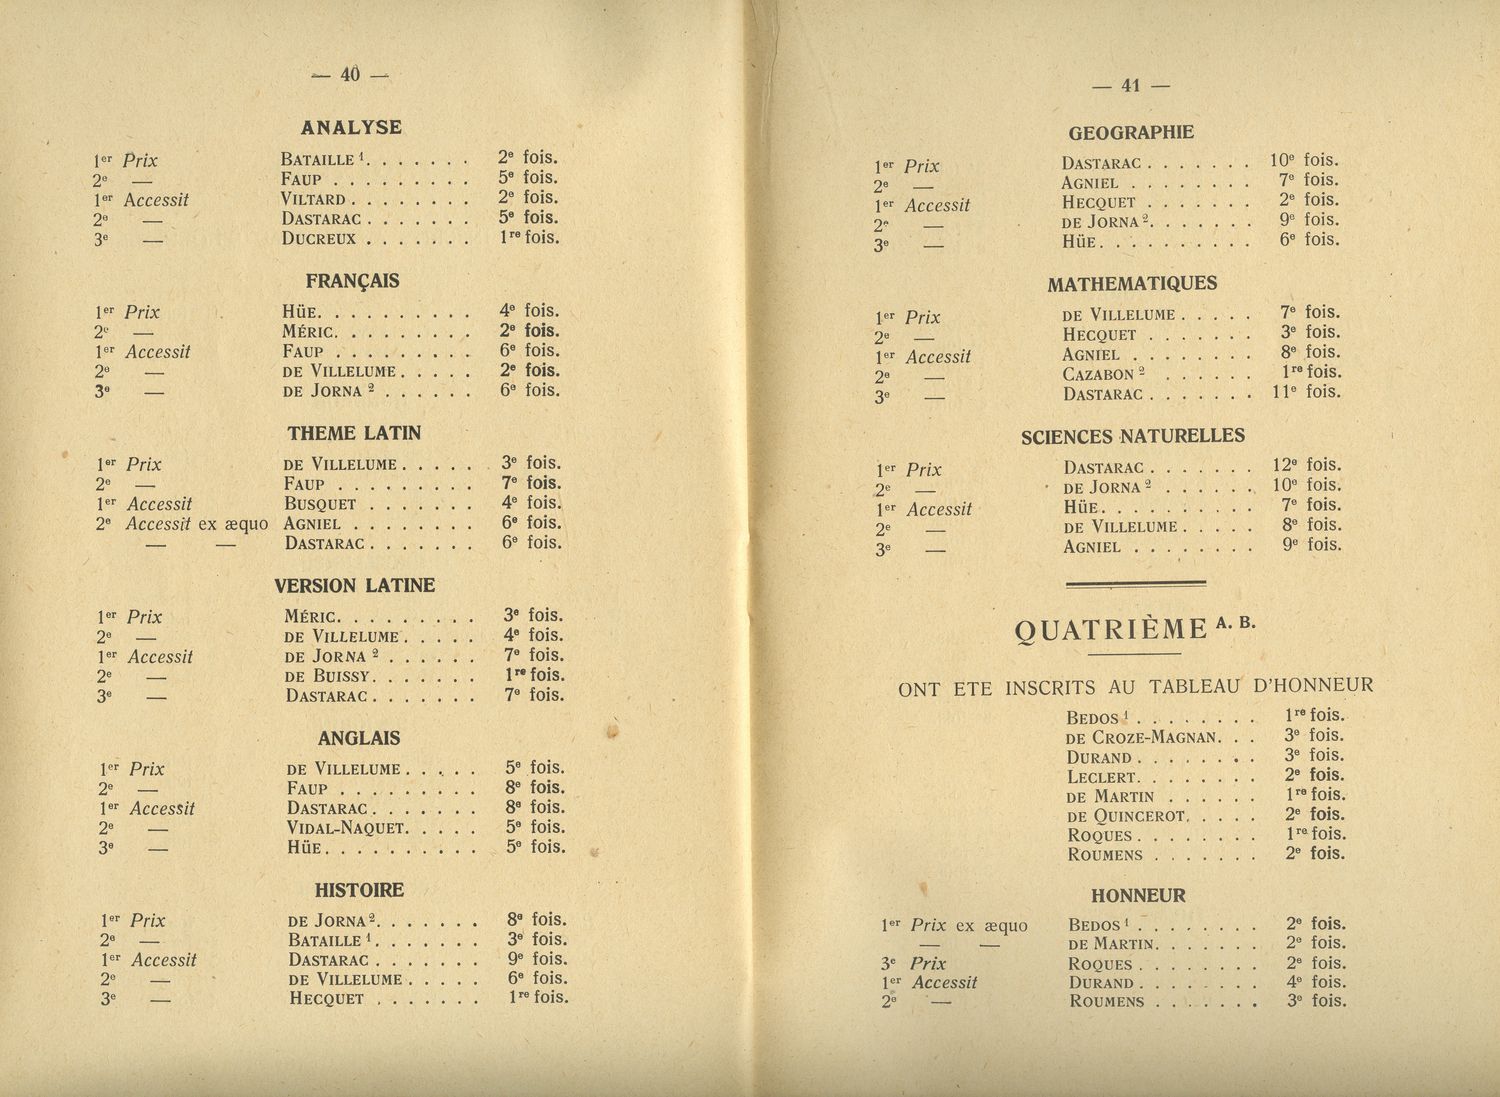 — 40 —
ANALYSE
1er Prix BATAILLE 1. . . . . . . 2e fois.
2e — FAUP . . . . . . . . . 5e fois.
1er Accessit VILTARD . . . . . . . . 2e fois.
2e — DASTARAC . . . . . . . 5e fois.
3e — DUCREUX . . . . . . . 1re fois.
FRANÇAIS
1er Prix HÜE. . . . . . . . . . 4e fois.
2e — MÉRIC. . . . . . . . . 2e fois.
1er Accessit FAUP . . . . . . . . . 6e fois.
2e — DE VILLELUME . . . . . 2e fois.
3e — DE JORNA 2 . . . . . . 6e fois.
THEME LATIN
1er Prix DE VILLELUME . . . . . 3e fois.
2e — FAUP . . . . . . . . . 7e fois.
1er Accessit BUSQUET . . . . . . . 4e fois.
2e Accessit ex æquo AGNIEL . . . . . . . . 6e fois.
— — DASTARAC . . . . . . . 6e fois.
VERSION LATINE
1er Prix MÉRIC. . . . . . . . . 3e fois.
2e — DE VILLELUME . . . . . 4e fois.
1er Accessit DE JORNA 2 . . . . . . 7e fois.
2e — DE BUISSY. . . . . . . 1re fois.
3e — DASTARAC . . . . . . . 7e fois.
ANGLAIS
1er Prix DE VILLELUME . . . . . 5e fois.
2e — FAUP . . . . . . . . . 8e fois.
1er Accessit DASTARAC . . . . . . . 8e fois.
2e — VIDAL-NAQUET. . . . . 5e fois.
3e — HÜE. . . . . . . . . . 5e fois.
HISTOIRE
1er Prix DE JORNA 2. . . . . . . 8e fois.
2e — BATAILLE 1. . . . . . . 3e fois.
1er Accessit DASTARAC . . . . . . . 9e fois.
2e — DE VILLELUME . . . . . 6e fois.
3e — HECQUET . . . . . . . 1re fois.
— 41 —
GEOGRAPHIE
1er Prix DASTARAC . . . . . . . 10e fois.
2e — AGNIEL . . . . . . . . 7e fois.
1er Accessit HECQUET . . . . . . . 2e fois.
2e — DE JORNA 2. . . . . . . 9e fois.
3e — HÜE. . . . . . . . . . 6e fois.
MATHEMATIQUES
1er Prix DE VILLELUME . . . . . 7e fois.
2e — HECQUET . . . . . . . 3e fois.
1er Accessit AGNIEL . . . . . . . . 8e fois.
2e — CAZABON 2 . . . . . . 1re fois.
3e — DASTARAC . . . . . . . 11e fois.
SCIENCES NATURELLES
1er Prix DASTARAC . . . . . . . 12e fois.
2e — DE JORNA 2 . . . . . . 10e fois.
1er Accessit HÜE. . . . . . . . . . 7e fois.
2e — DE VILLELUME . . . . . 8e fois.
3e — AGNIEL . . . . . . . . 9e fois.
QUATRIÈME A. B.
ONT ETE INSCRITS AU TABLEAU D'HONNEUR
BEDOS 1 . . . . . . . . 1re fois.
DE CROZE-MAGNAN. . . 3e fois.
DURAND . . . . . . . . 3e fois.
LECLERT. . . . . . . . 2e fois.
DE MARTIN . . . . . . 1re fois.
DE QUINCEROT. . . . . 2e fois.
ROQUES . . . . . . . . 1re fois.
ROUMENS . . . . . . . 2e fois.
HONNEUR
1er Prix ex æquo BEDOS 1 . . . . . . . . 2e fois.
— — DE MARTIN. . . . . . . 2e fois.
3e Prix ROQUES . . . . . . . . 2e fois.
1er Accessit DURAND . . . . . . . . 4e fois.
2e — ROUMENS . . . . . . . 3e fois.